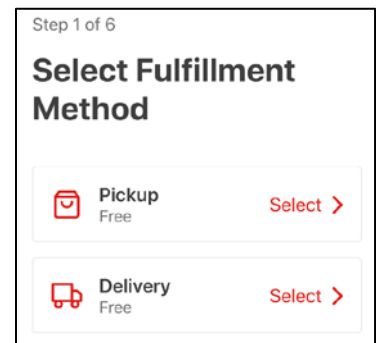 Step 1 of 6
Select Fulfillment
Method
Pickup
Free
Select
Delivery
Free
Select